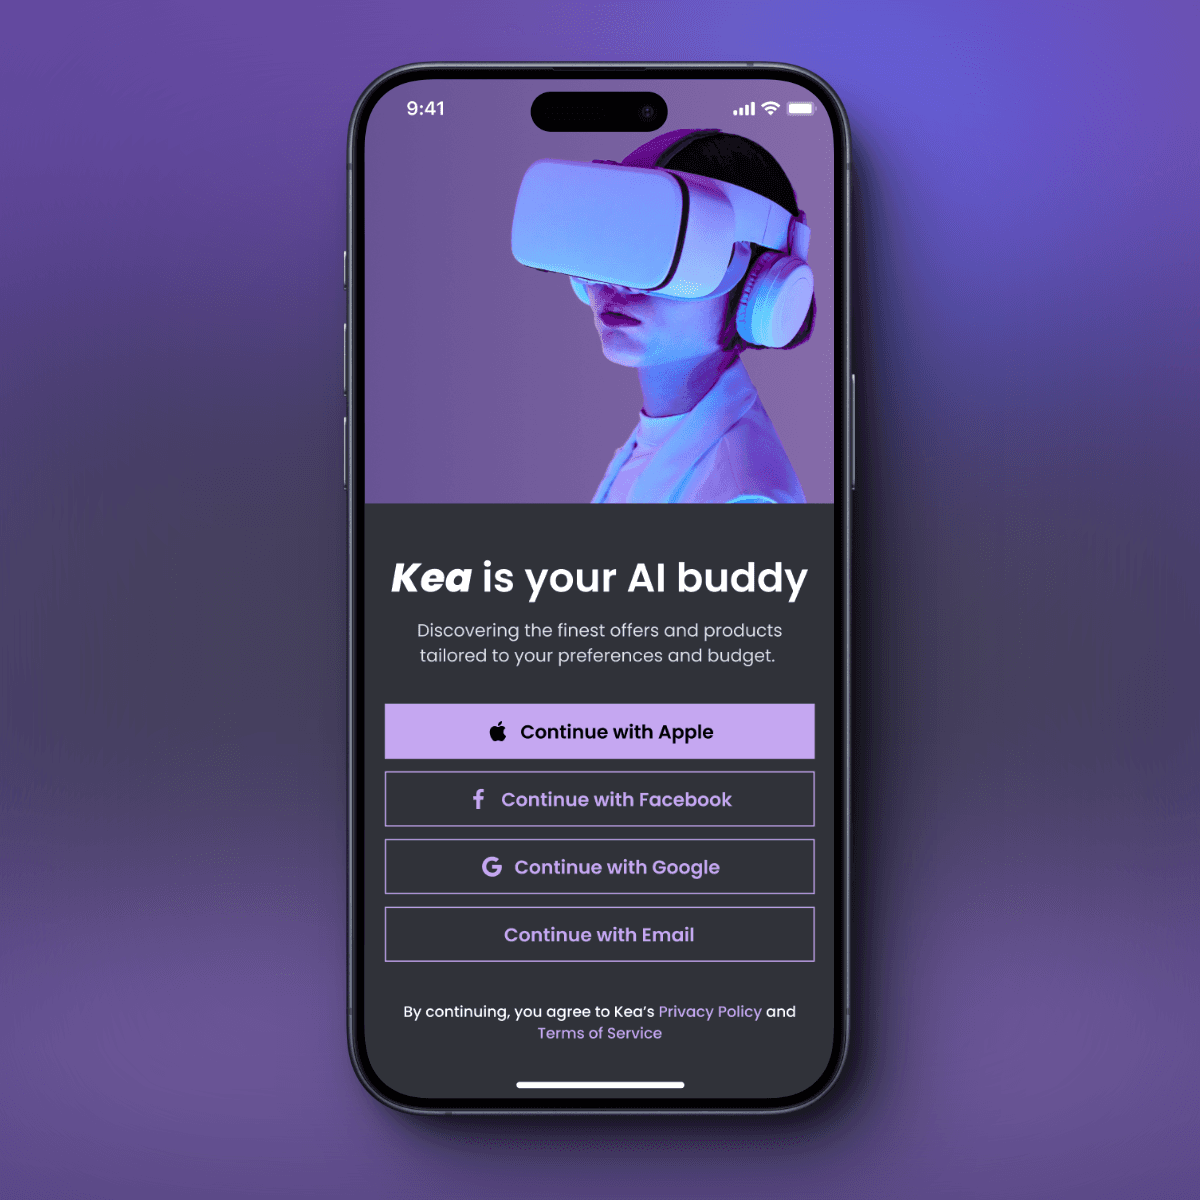 9:41
Kea is your AI buddy
Discovering the finest offers and products
tailored to your preferences and budget.
Continue with Apple
Continue with Facebook
Continue with Google
Continue with Email
By continuing, you agree to Kea’s Privacy Policy and
Terms of Service